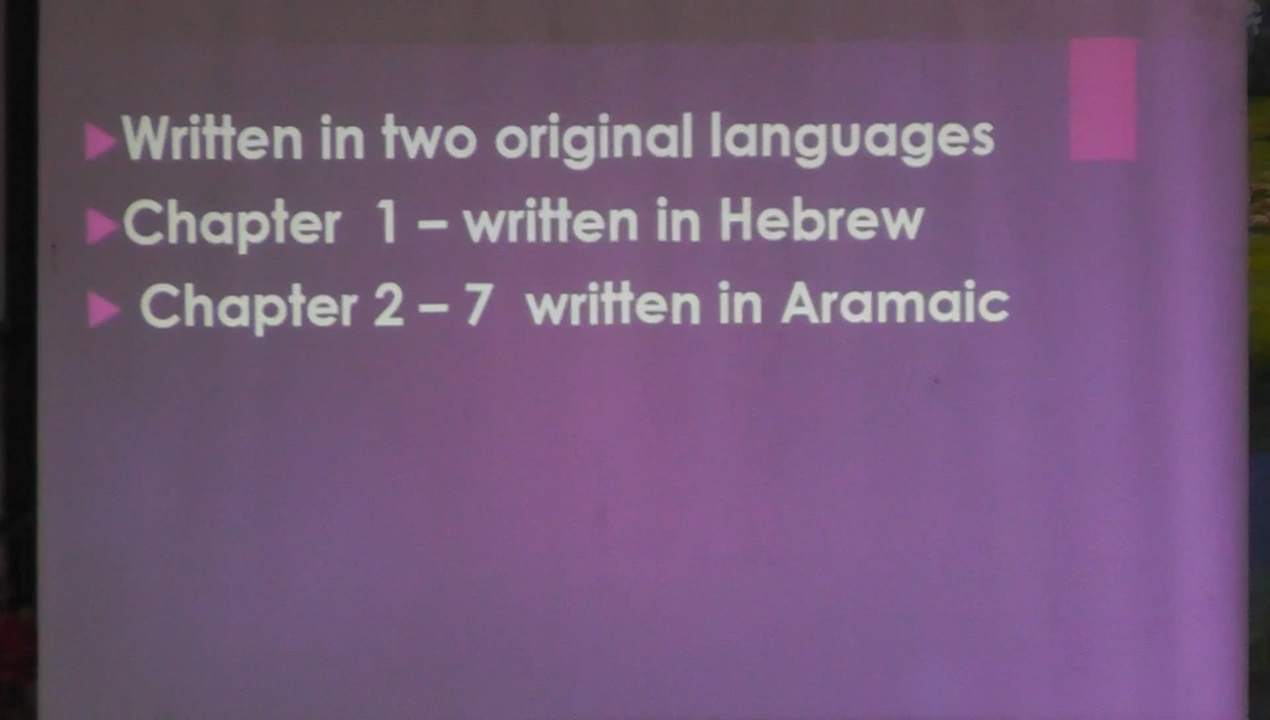 Written in two original languages
Chapter 1 – written in Hebrew
Chapter 2 – 7 written in Aramaic